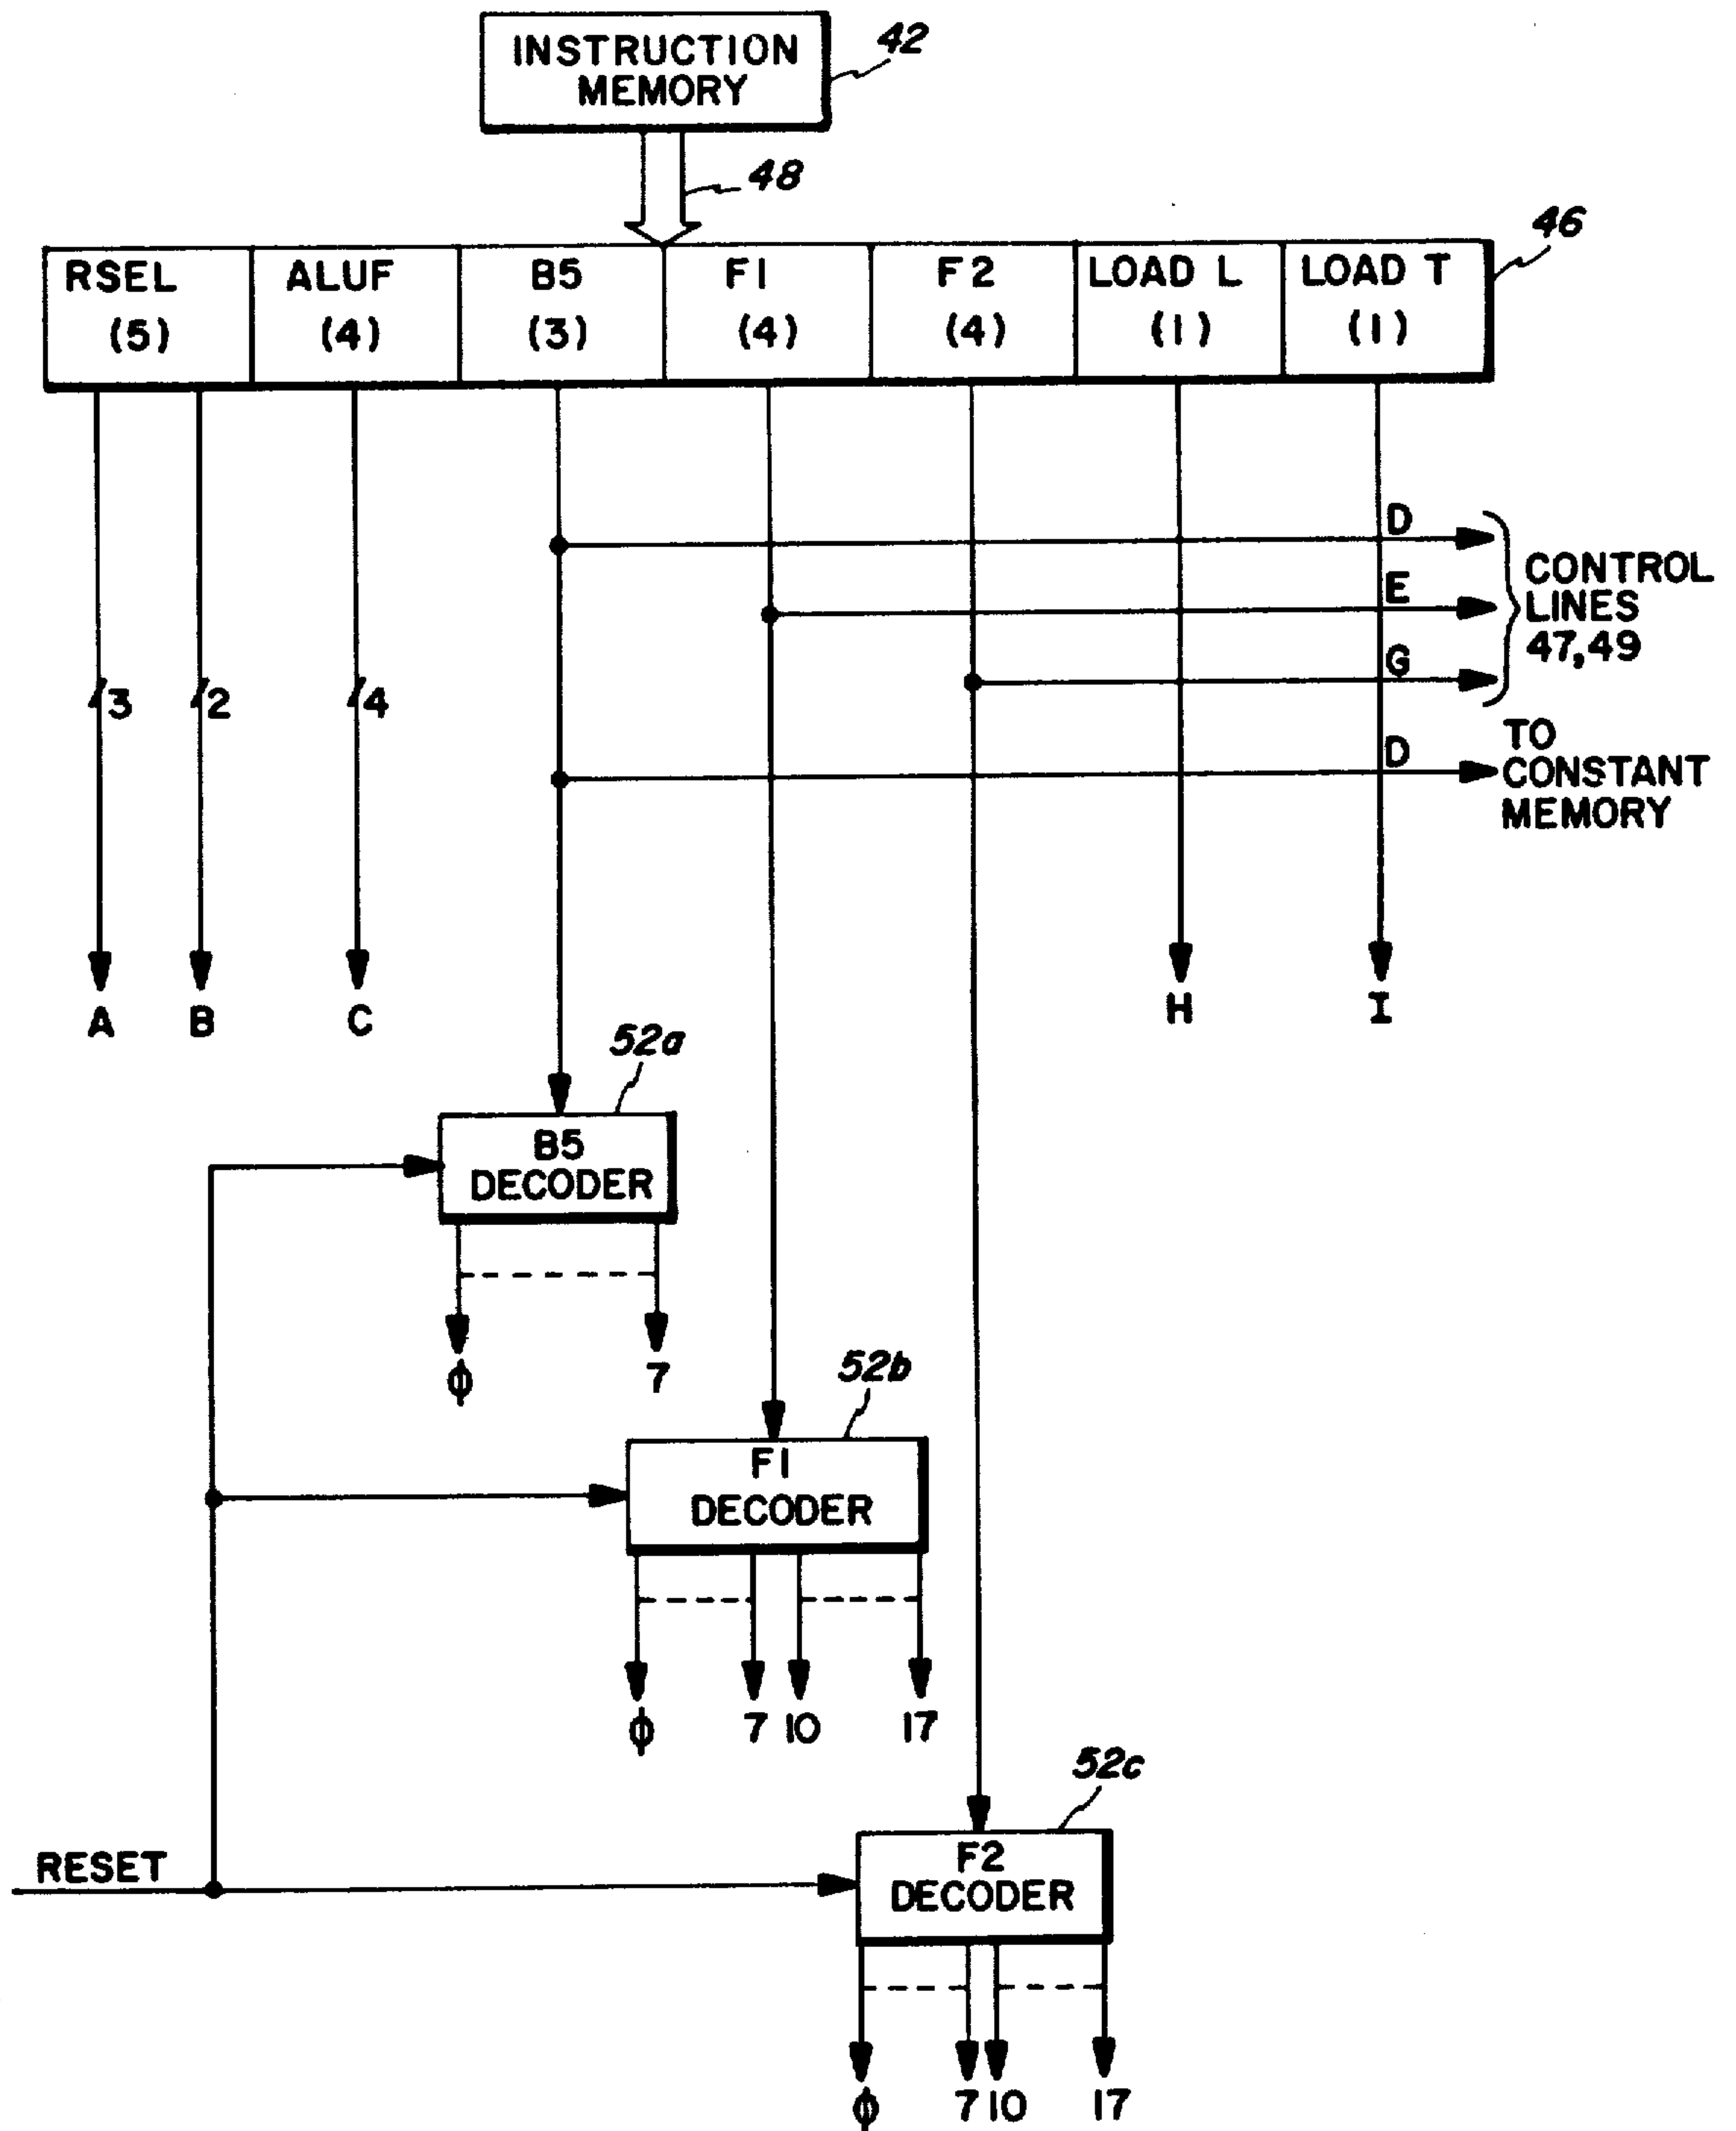 INSTRUCTION
MEMORY
42
48
46
RSEL
(5)
ALUF
(4)
B5
(3)
F1
(4)
F2
(4)
LOAD L
(1)
LOAD T
(1)
D
E
G
CONTROL
LINES
47,49
D
TO
CONSTANT
MEMORY
3
2
4
A
B
C
H
I
52a
B5
DECODER
ϕ
7
52b
F1
DECODER
ϕ
7
10
17
52c
F2
DECODER
RESET
ϕ
7
10
17